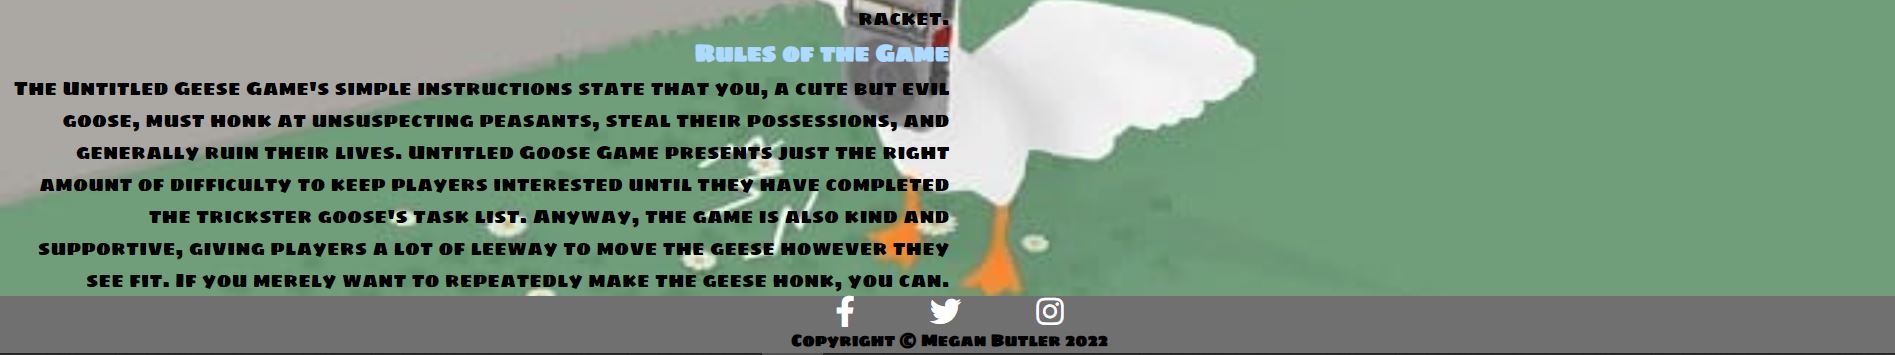 racket.
Rules of the Game
The Untitled Geese Game's simple instructions state that you, a cute but evil
goose, must honk at unsuspecting peasants, steal their possessions, and
generally ruin their lives. Untitled Goose Game presents just the right
amount of difficulty to keep players interested until they have completed
the trickster goose's task list. Anyway, the game is also kind and
supportive, giving players a lot of leeway to move the geese however they
see fit. If you merely want to repeatedly make the geese honk, you can.
Copyright © Megan Butler 2022